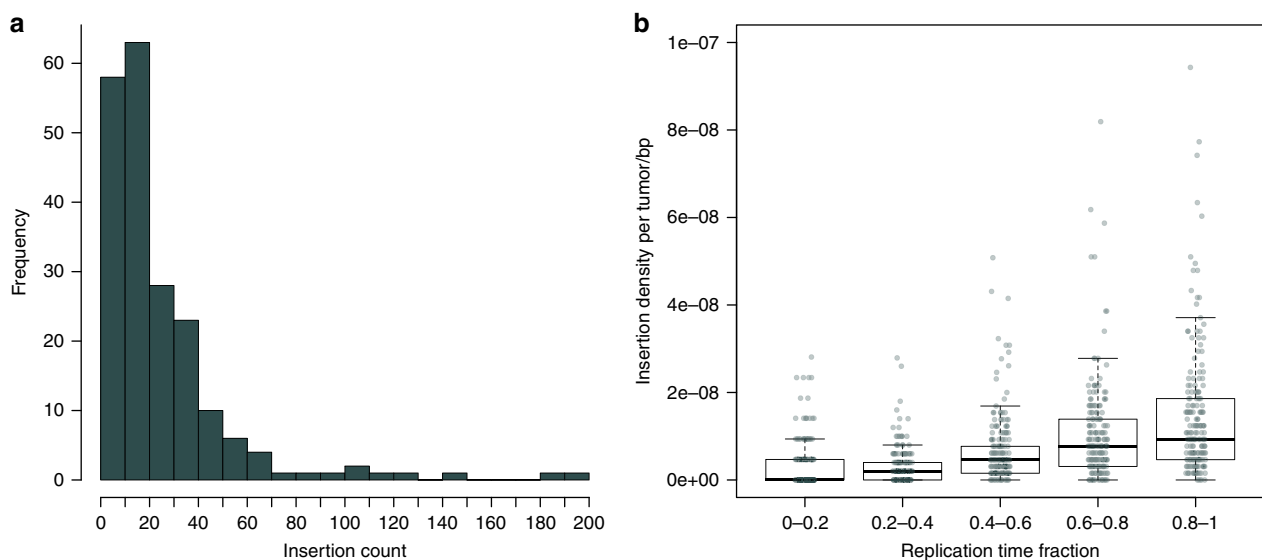 a
Frequency
60
50
40
30
20
10
0
0 20 40 60 80 100 120 140 160 180 200
Insertion count
b
Insertion density per tumor/bp
1e–07
8e–08
6e–08
4e–08
2e–08
0e+00
0–0.2 0.2–0.4 0.4–0.6 0.6–0.8 0.8–1
Replication time fraction